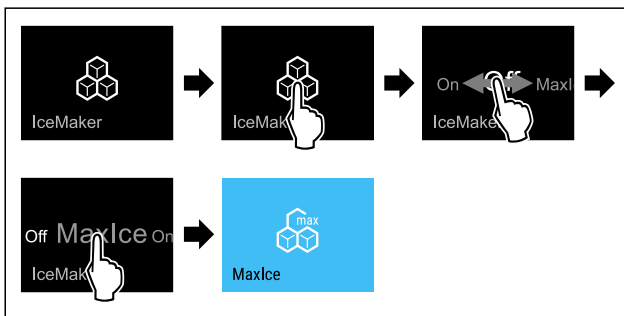 IceMaker
IceMak
On Off MaxI
IceMake
Off MaxIce On
IceMak
max
MaxIce